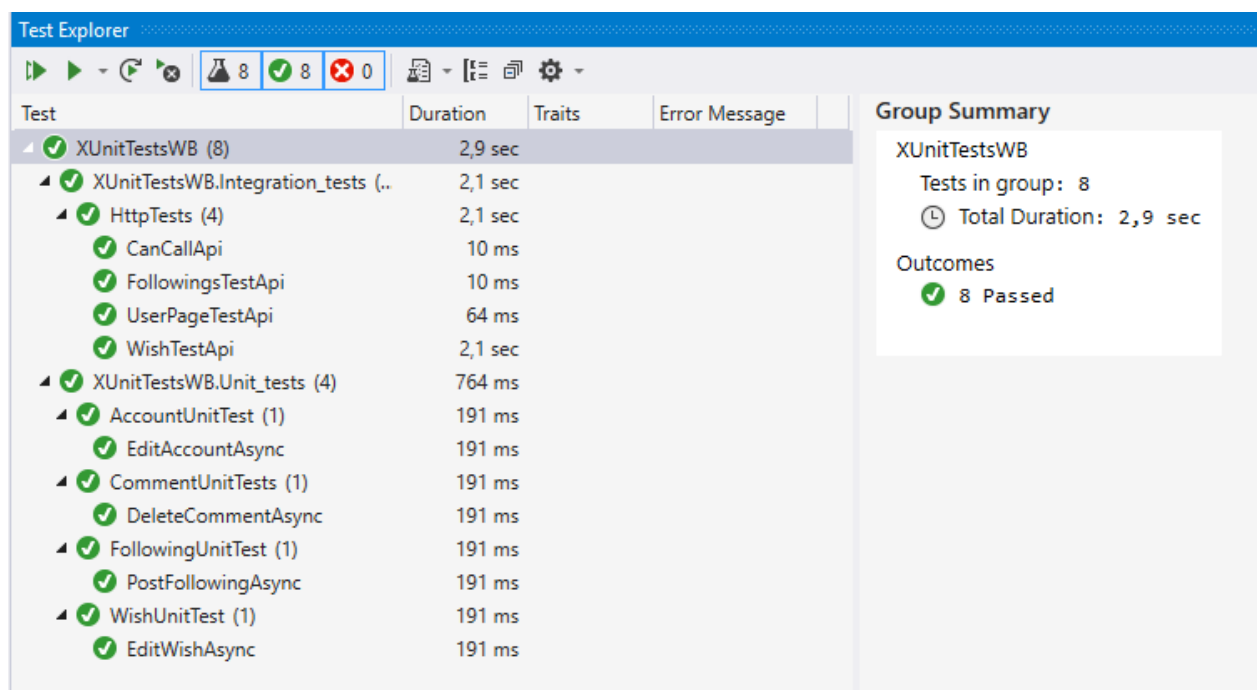 Test Explorer
8 8 0
Test Duration Traits Error Message
XUnitTestsWB (8) 2,9 sec
XUnitTestsWB.Integration_tests (... 2,1 sec
HttpTests (4) 2,1 sec
CanCallApi 10 ms
FollowingsTestApi 10 ms
UserPageTestApi 64 ms
WishTestApi 2,1 sec
XUnitTestsWB.Unit_tests (4) 764 ms
AccountUnitTest (1) 191 ms
EditAccountAsync 191 ms
CommentUnitTests (1) 191 ms
DeleteCommentAsync 191 ms
FollowingUnitTest (1) 191 ms
PostFollowingAsync 191 ms
WishUnitTest (1) 191 ms
EditWishAsync 191 ms
Group Summary
XUnitTestsWB
Tests in group: 8
Total Duration: 2,9 sec
Outcomes
8 Passed